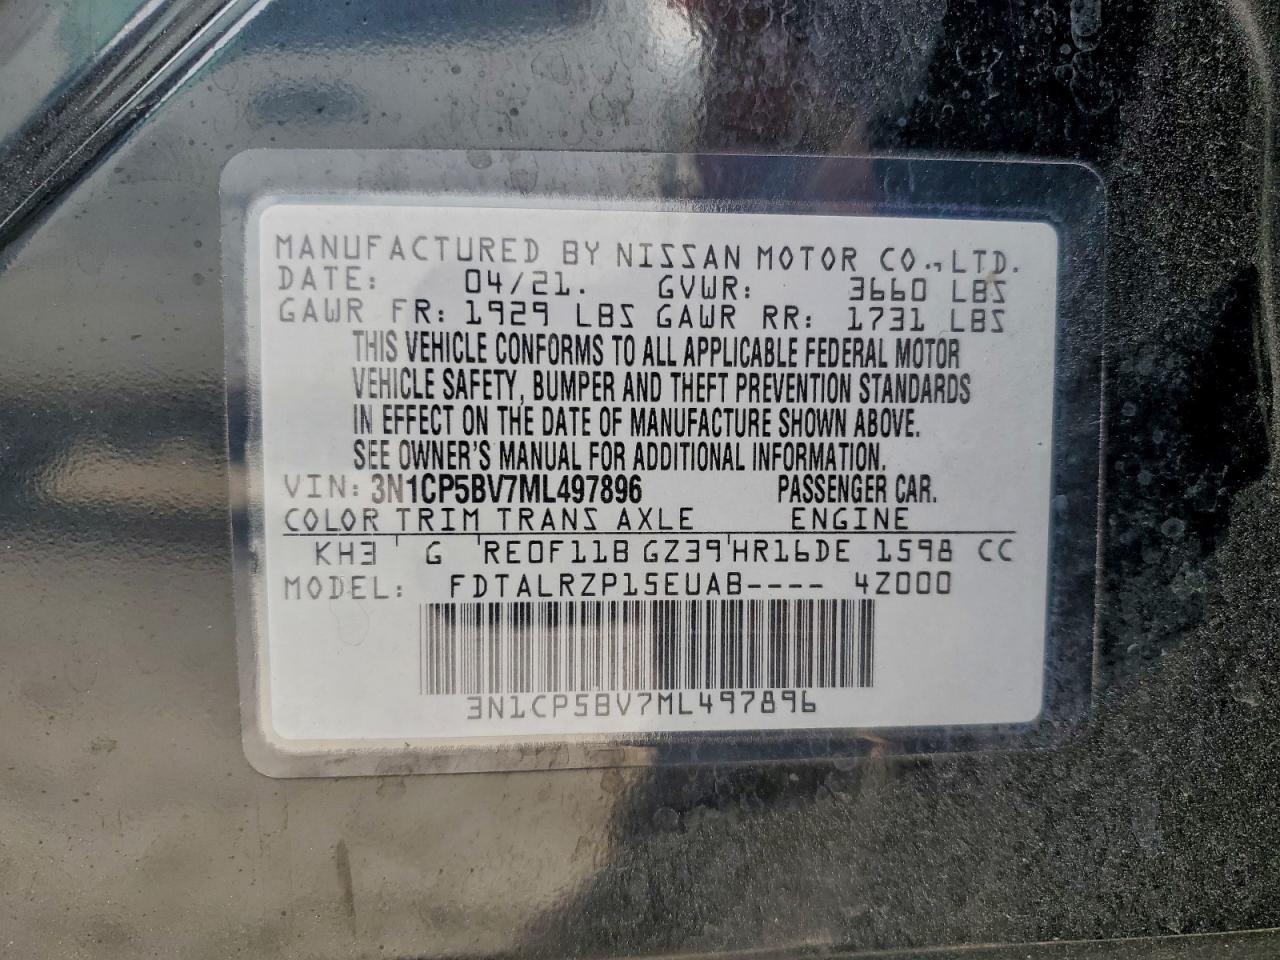 MANUFACTURED BY NISSAN MOTOR CO., LTD.
DATE: 04/21. GVWR: 3660 LBS
GAWR FR: 1929 LBS GAWR RR: 1731 LBS
THIS VEHICLE CONFORMS TO ALL APPLICABLE FEDERAL MOTOR
VEHICLE SAFETY, BUMPER AND THEFT PREVENTION STANDARDS
IN EFFECT ON THE DATE OF MANUFACTURE SHOWN ABOVE.
SEE OWNER'S MANUAL FOR ADDITIONAL INFORMATION.
VIN: 3N1CP5BV7ML497896 PASSENGER CAR.
COLOR TRIM TRANS AXLE ENGINE
KH3 ' G ' RE0F11B GZ39'HR16DE 1598 CC
MODEL: FDTALRZP15EUAB---- 4Z000
3N1CP5BV7ML497896